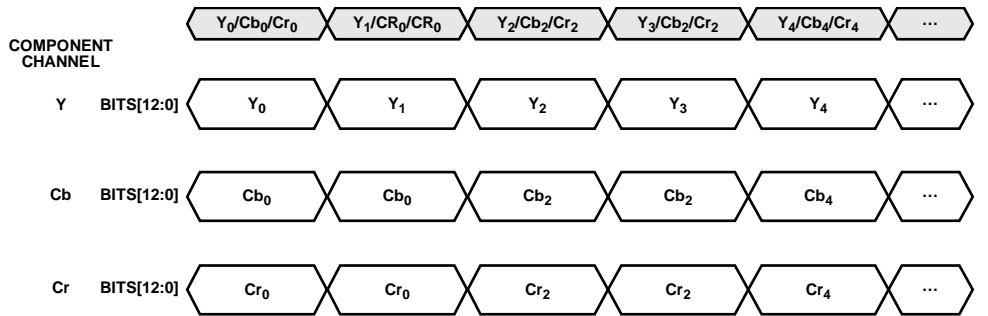 Y₀/Cb₀/Cr₀ Y₁/CR₀/CR₀ Y₂/Cb₂/Cr₂ Y₃/Cb₂/Cr₂ Y₄/Cb₄/Cr₄ ...
COMPONENT
CHANNEL
Y BITS[12:0] Y₀ Y₁ Y₂ Y₃ Y₄ ...
Cb BITS[12:0] Cb₀ Cb₀ Cb₂ Cb₂ Cb₄ ...
Cr BITS[12:0] Cr₀ Cr₀ Cr₂ Cr₂ Cr₄ ...